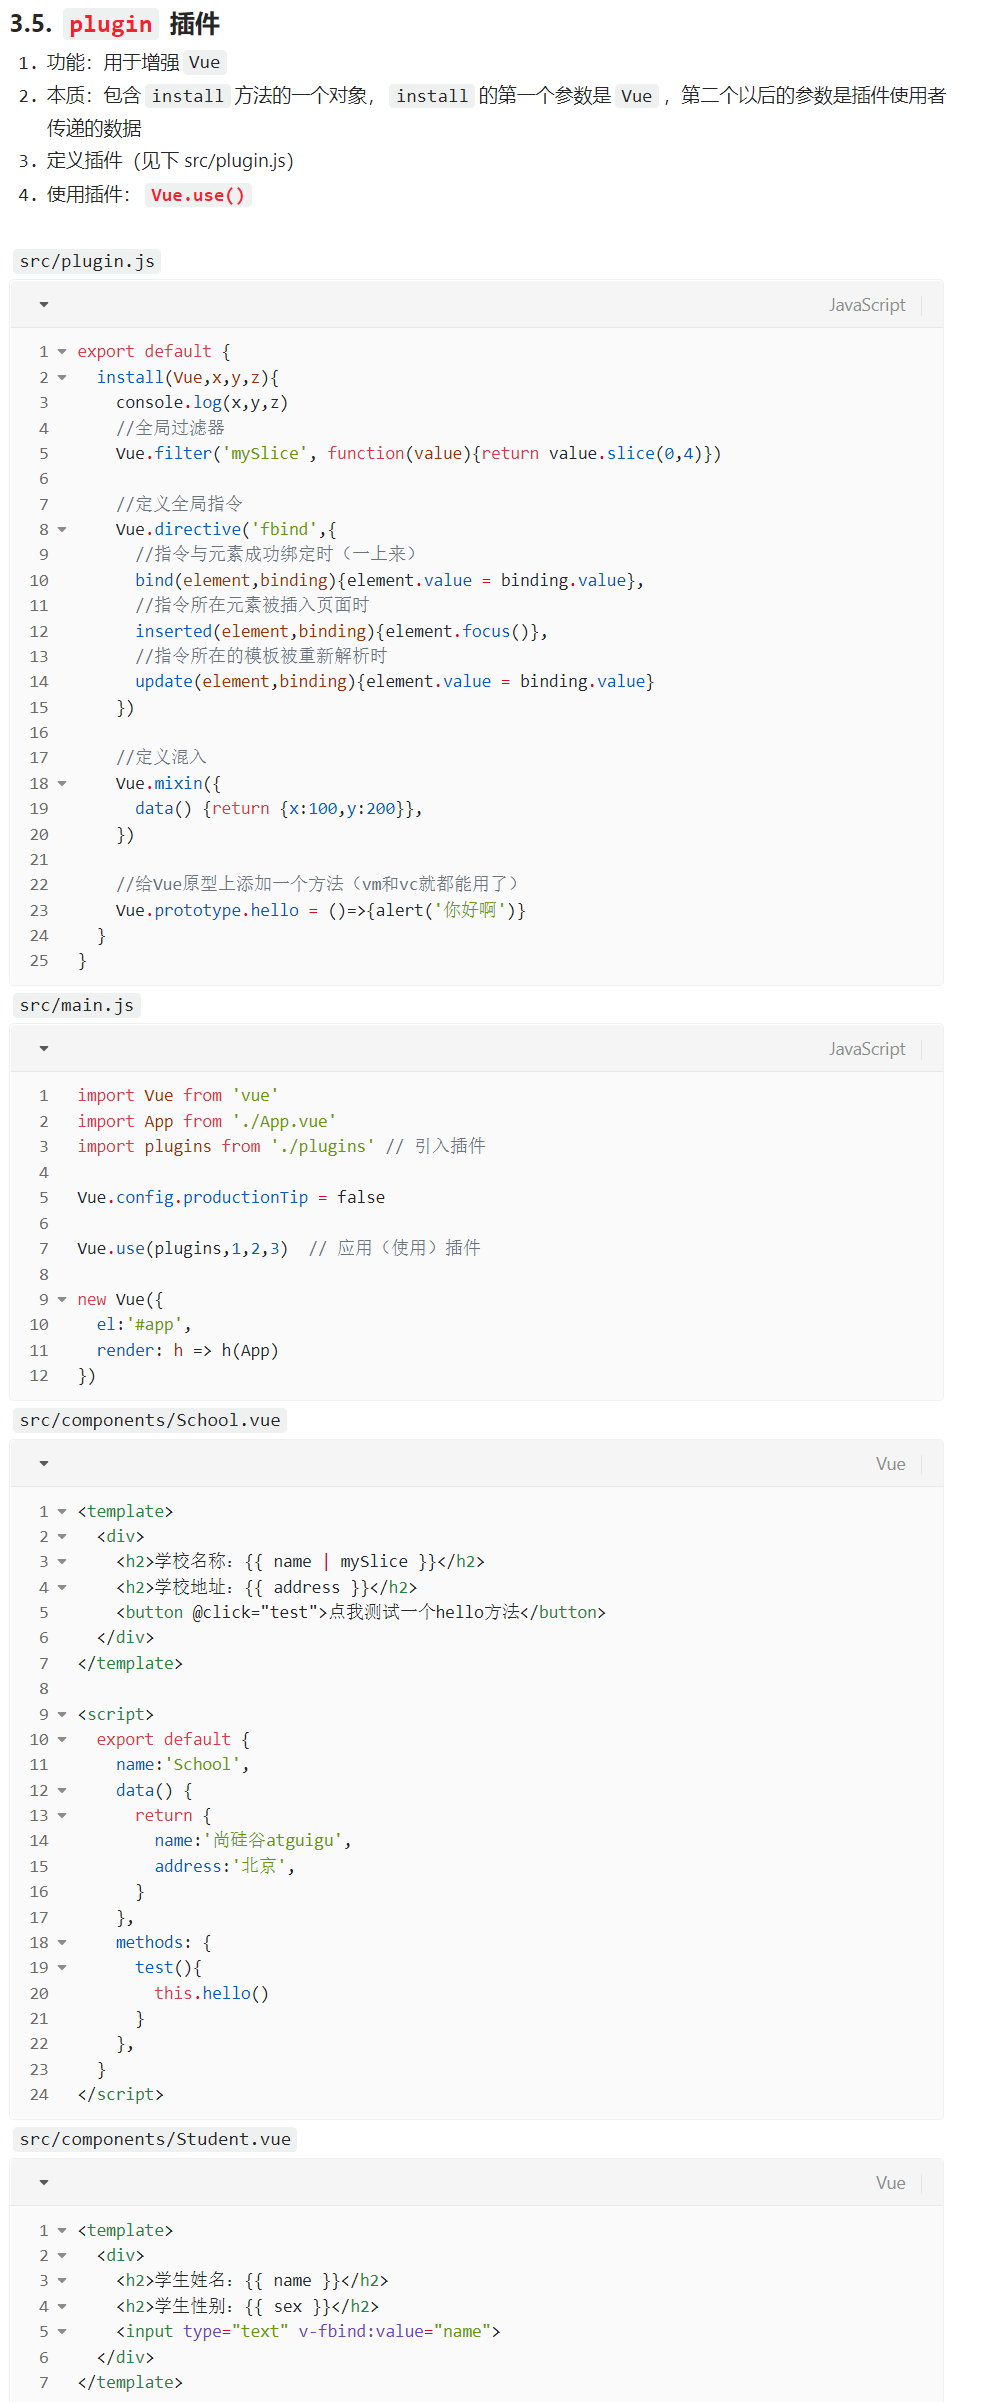 3.5. plugin 插件
1. 功能：用于增强 Vue
2. 本质：包含 install 方法的一个对象， install 的第一个参数是 Vue ，第二个以后的参数是插件使用者
传递的数据
3. 定义插件（见下 src/plugin.js）
4. 使用插件： Vue.use()
src/plugin.js
JavaScript
1 export default {
2   install(Vue,x,y,z){
3     console.log(x,y,z)
4     //全局过滤器
5     Vue.filter('mySlice', function(value){return value.slice(0,4)})
6
7     //定义全局指令
8     Vue.directive('fbind',{
9       //指令与元素成功绑定时（一上来）
10       bind(element,binding){element.value = binding.value},
11       //指令所在元素被插入页面时
12       inserted(element,binding){element.focus()},
13       //指令所在的模板被重新解析时
14       update(element,binding){element.value = binding.value}
15     })
16
17     //定义混入
18     Vue.mixin({
19       data() {return {x:100,y:200}},
20     })
21
22     //给Vue原型上添加一个方法（vm和vc就都能用了）
23     Vue.prototype.hello = ()=>{alert('你好啊')}
24   }
25 }
src/main.js
JavaScript
1 import Vue from 'vue'
2 import App from './App.vue'
3 import plugins from './plugins' // 引入插件
4
5 Vue.config.productionTip = false
6
7 Vue.use(plugins,1,2,3)  // 应用（使用）插件
8
9 new Vue({
10   el:'#app',
11   render: h => h(App)
12 })
src/components/School.vue
Vue
1 <template>
2   <div>
3     <h2>学校名称：{{ name | mySlice }}</h2>
4     <h2>学校地址：{{ address }}</h2>
5     <button @click="test">点我测试一个hello方法</button>
6   </div>
7 </template>
8
9 <script>
10   export default {
11     name:'School',
12     data() {
13       return {
14         name:'尚硅谷atguigu',
15         address:'北京',
16       }
17     },
18     methods: {
19       test(){
20         this.hello()
21       }
22     },
23   }
24 </script>
src/components/Student.vue
Vue
1 <template>
2   <div>
3     <h2>学生姓名：{{ name }}</h2>
4     <h2>学生性别：{{ sex }}</h2>
5     <input type="text" v-fbind:value="name">
6   </div>
7 </template>